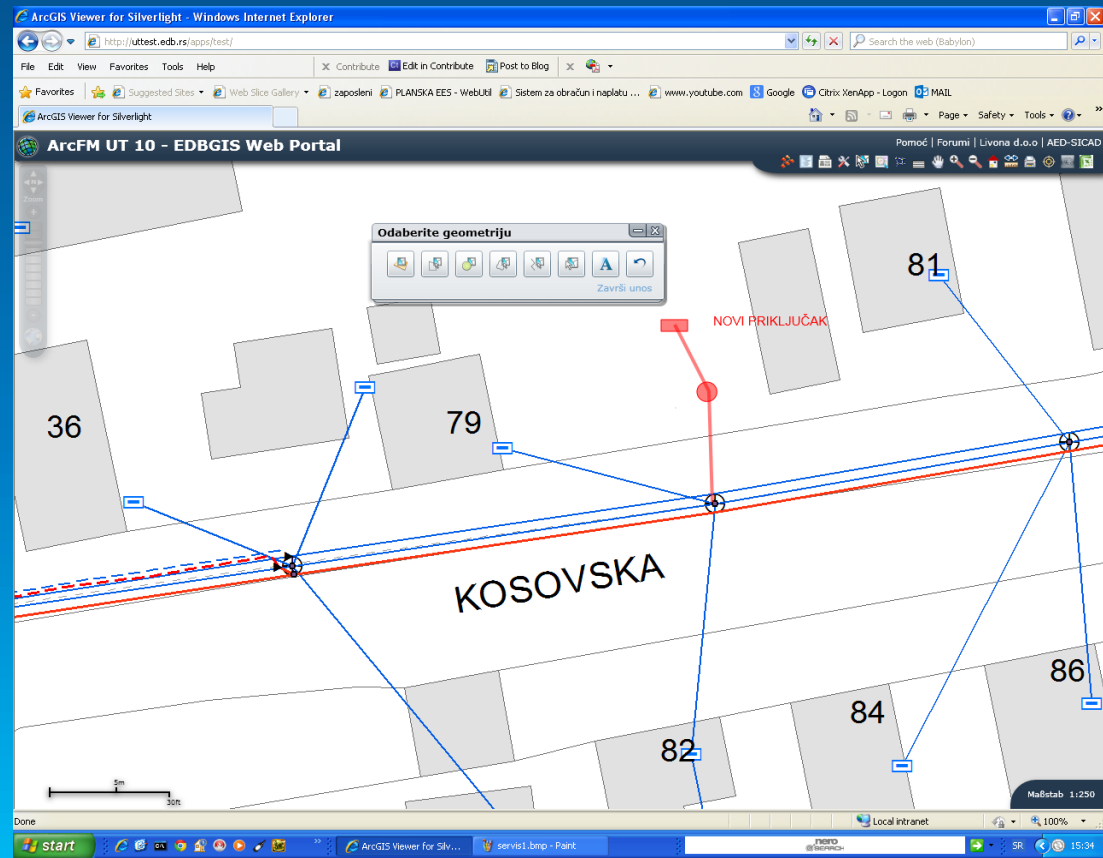 ArcGIS Viewer for Silverlight - Windows Internet Explorer
http://uttest.edb.rs/apps/test/
Search the web (Babylon)
File Edit View Favorites Tools Help
x Contribute Edit in Contribute Post to Blog x
Favorites Suggested Sites Web Slice Gallery zaposleni PLANSKA EES - WebUtil Sistem za obračun i naplatu ... www.youtube.com Google Citrix XenApp - Logon MAIL
ArcGIS Viewer for Silverlight
Page Safety Tools
ArcFM UT 10 - EDBGIS Web Portal
Pomoć | Forumi | Livona d.o.o | AED-SICAD
Zoom
Odaberite geometriju
A
Završi unos
81
NOVI PRIKLJUČAK
36
79
KOSOVSKA
86
84
82
5m
30ft
Maßstab 1:250
Done
Local intranet
100%
start
ArcGIS Viewer for Silv...
servis1.bmp - Paint
nero
SEARCH
SR
15:34